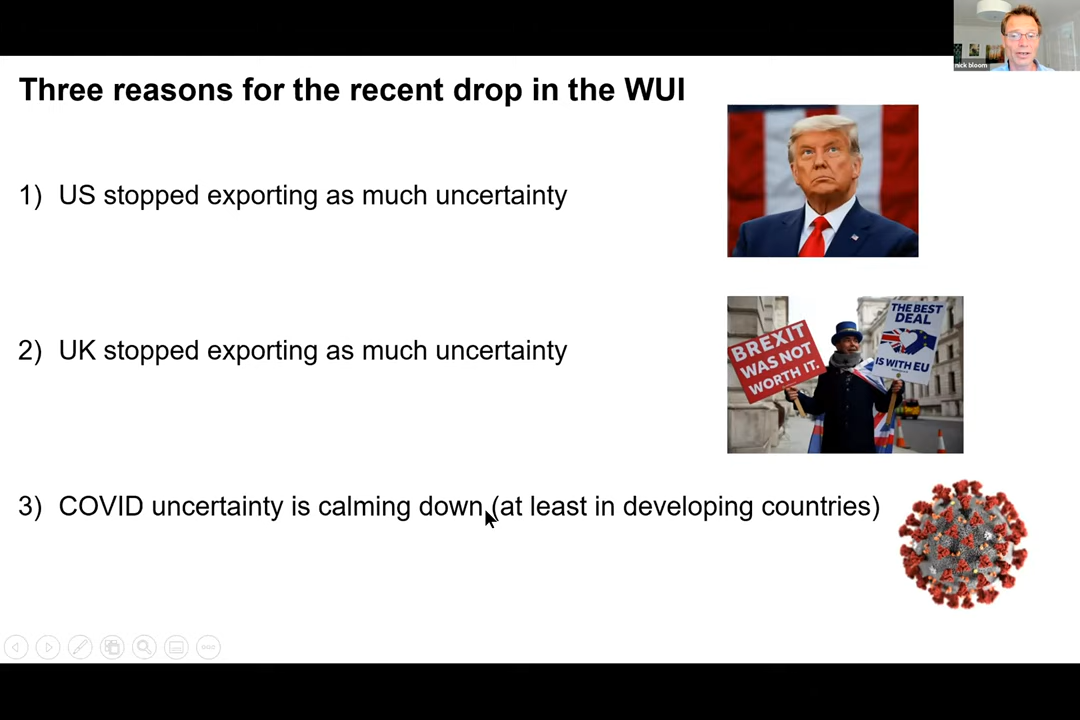 nick bloom
Three reasons for the recent drop in the WUI
1) US stopped exporting as much uncertainty
2) UK stopped exporting as much uncertainty
BREXIT
WAS NOT
WORTH IT.
THE BEST
DEAL
IS WITH EU
3) COVID uncertainty is calming down (at least in developing countries)